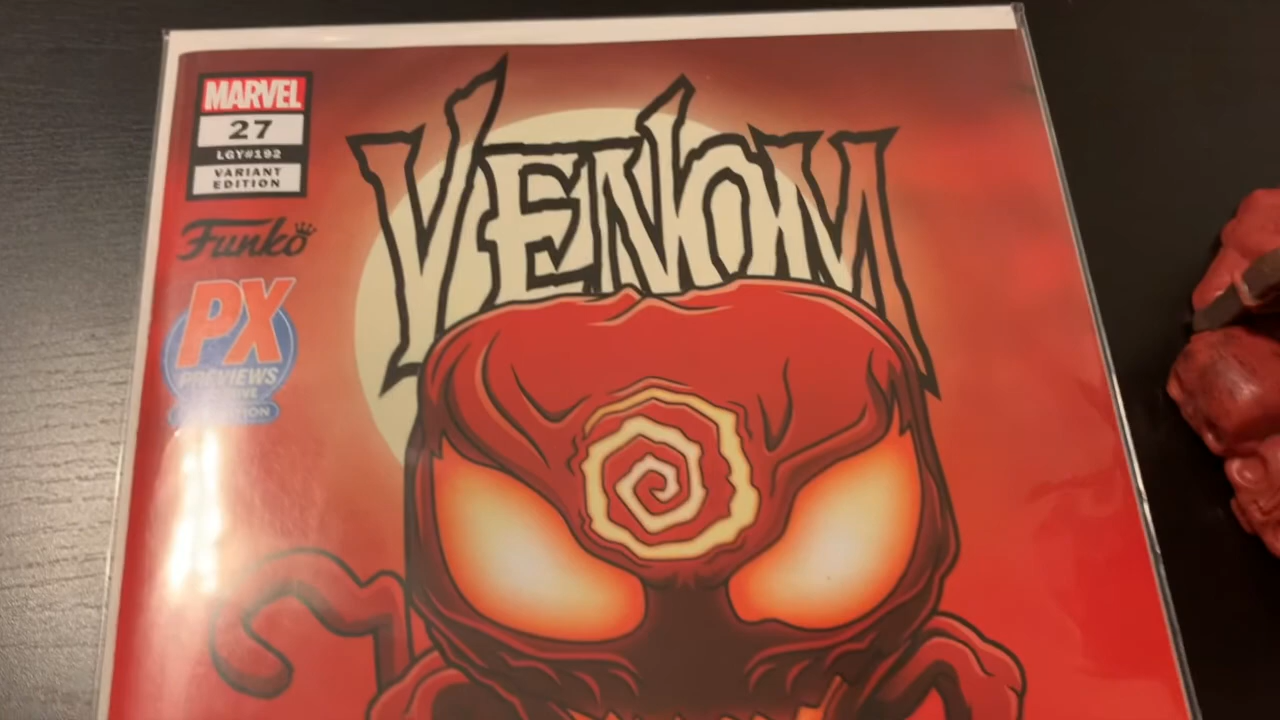 MARVEL
27
LGY#192
VARIANT
EDITION
Funko
PX
PREVIEWS
VENOM